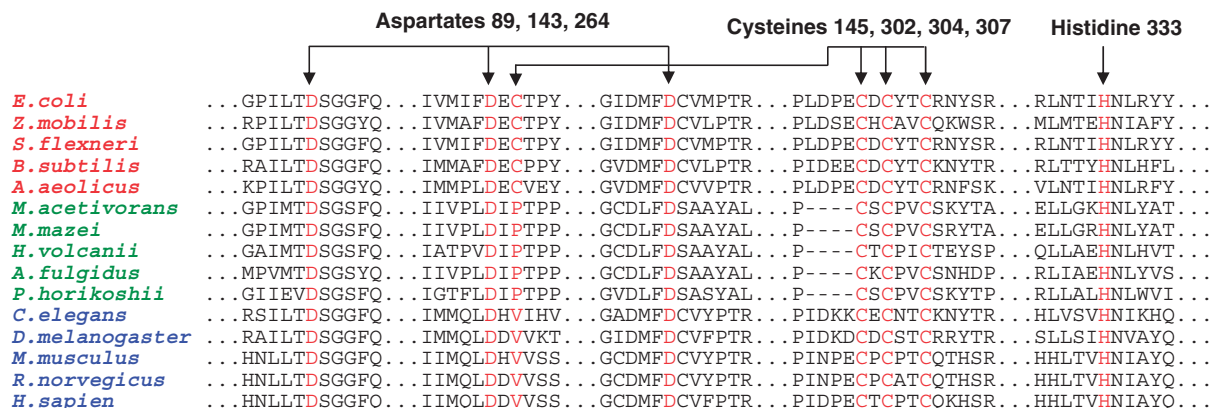 Aspartates 89, 143, 264 Cysteines 145, 302, 304, 307 Histidine 333
E.coli ...GPILTDSGGFQ...IVMIFDECTPY...GIDMFDCVMPTR...PLDPECDCYTCRNYSR...RLNTIHNLRYY...
Z.mobilis ...RPILTDSGGYQ...IVMAFDECTPY...GIDMFDCVLPTR...PLDSECHCAVCQKWSR...MLMTEHNIAFY...
S.flexneri ...GPILTDSGGFQ...IVMIFDECTPY...GIDMFDCVMPTR...PLDPECDCYTCRNYSR...RLNTIHNLRYY...
B.subtilis ...RAILTDSGGFQ...IMMAFDECPPY...GVDMFDCVLPTR...PIDEECDCYTCKNYTR...RLTTYHNLHFL...
A.aeolicus ...KPILTDSGGYQ...IMMPLDECVEY...GVDMFDCVVPTR...PLDPECDCYTCRNFSK...VLNTIHNLRFY...
M.acetivorans ...GPIMTDSGSFQ...IIVPLDIPTPP...GCDLFDSAAYAL...P----CSCPVCSKYTA...ELLGKHNLYAT...
M.mazei ...GPIMTDSGSFQ...IIVPLDIPTPP...GCDLFDSAAYAL...P----CSCPVCSRYTA...ELLGRHNLYAT...
H.volcanii ...GAIMTDSGSFQ...IATPVDIPTPP...GCDLFDSAAYAL...P----CTCPICTEYSP...QLLAEHNLHVT...
A.fulgidus ...MPVMTDSGSYQ...IIVPLDIPTPP...GCDLFDSAAYAL...P----CKCPVCSNHDP...RLIAEHNLYVS...
P.horikoshii ...GIIEVDSGSFQ...IGTFLDIPTPP...GVDLFDSASYAL...P----CSCPVCSKYTP...RLLALHNLWVI...
C.elegans ...RSILTDSGGFQ...IMMQLDHVIHV...GADMFDCVYPTR...PIDKKCECNTCKNYTR...HLVSVHNIKHQ...
D.melanogaster ...RAILTDSGGFQ...IMMQLDDVVKT...GIDMFDCVFPTR...PIDKDCDCSTCRRYTR...SLLSIHNVAYQ...
M.musculus ...HNLLTDSGGFQ...IIMQLDHVVSS...GCDMFDCVYPTR...PINPECPCPTCQTHSR...HHLTIHNIAYQ...
R.norvegicus ...HNLLTDSGGFQ...IIMQLDDVVSS...GCDMFDCVYPTR...PINPECPCATCQTHSR...HHLTVHNIAYQ...
H.sapien ...HNLLTDSGGFQ...IIMQLDDVVSS...GCDMFDCVFPTR...PINPECTCPTCQKHSR...HHLTVHNIAYQ...